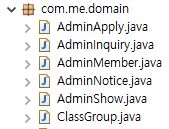 com.me.domain
AdminApply.java
AdminInquiry.java
AdminMember.java
AdminNotice.java
AdminShow.java
ClassGroup.java